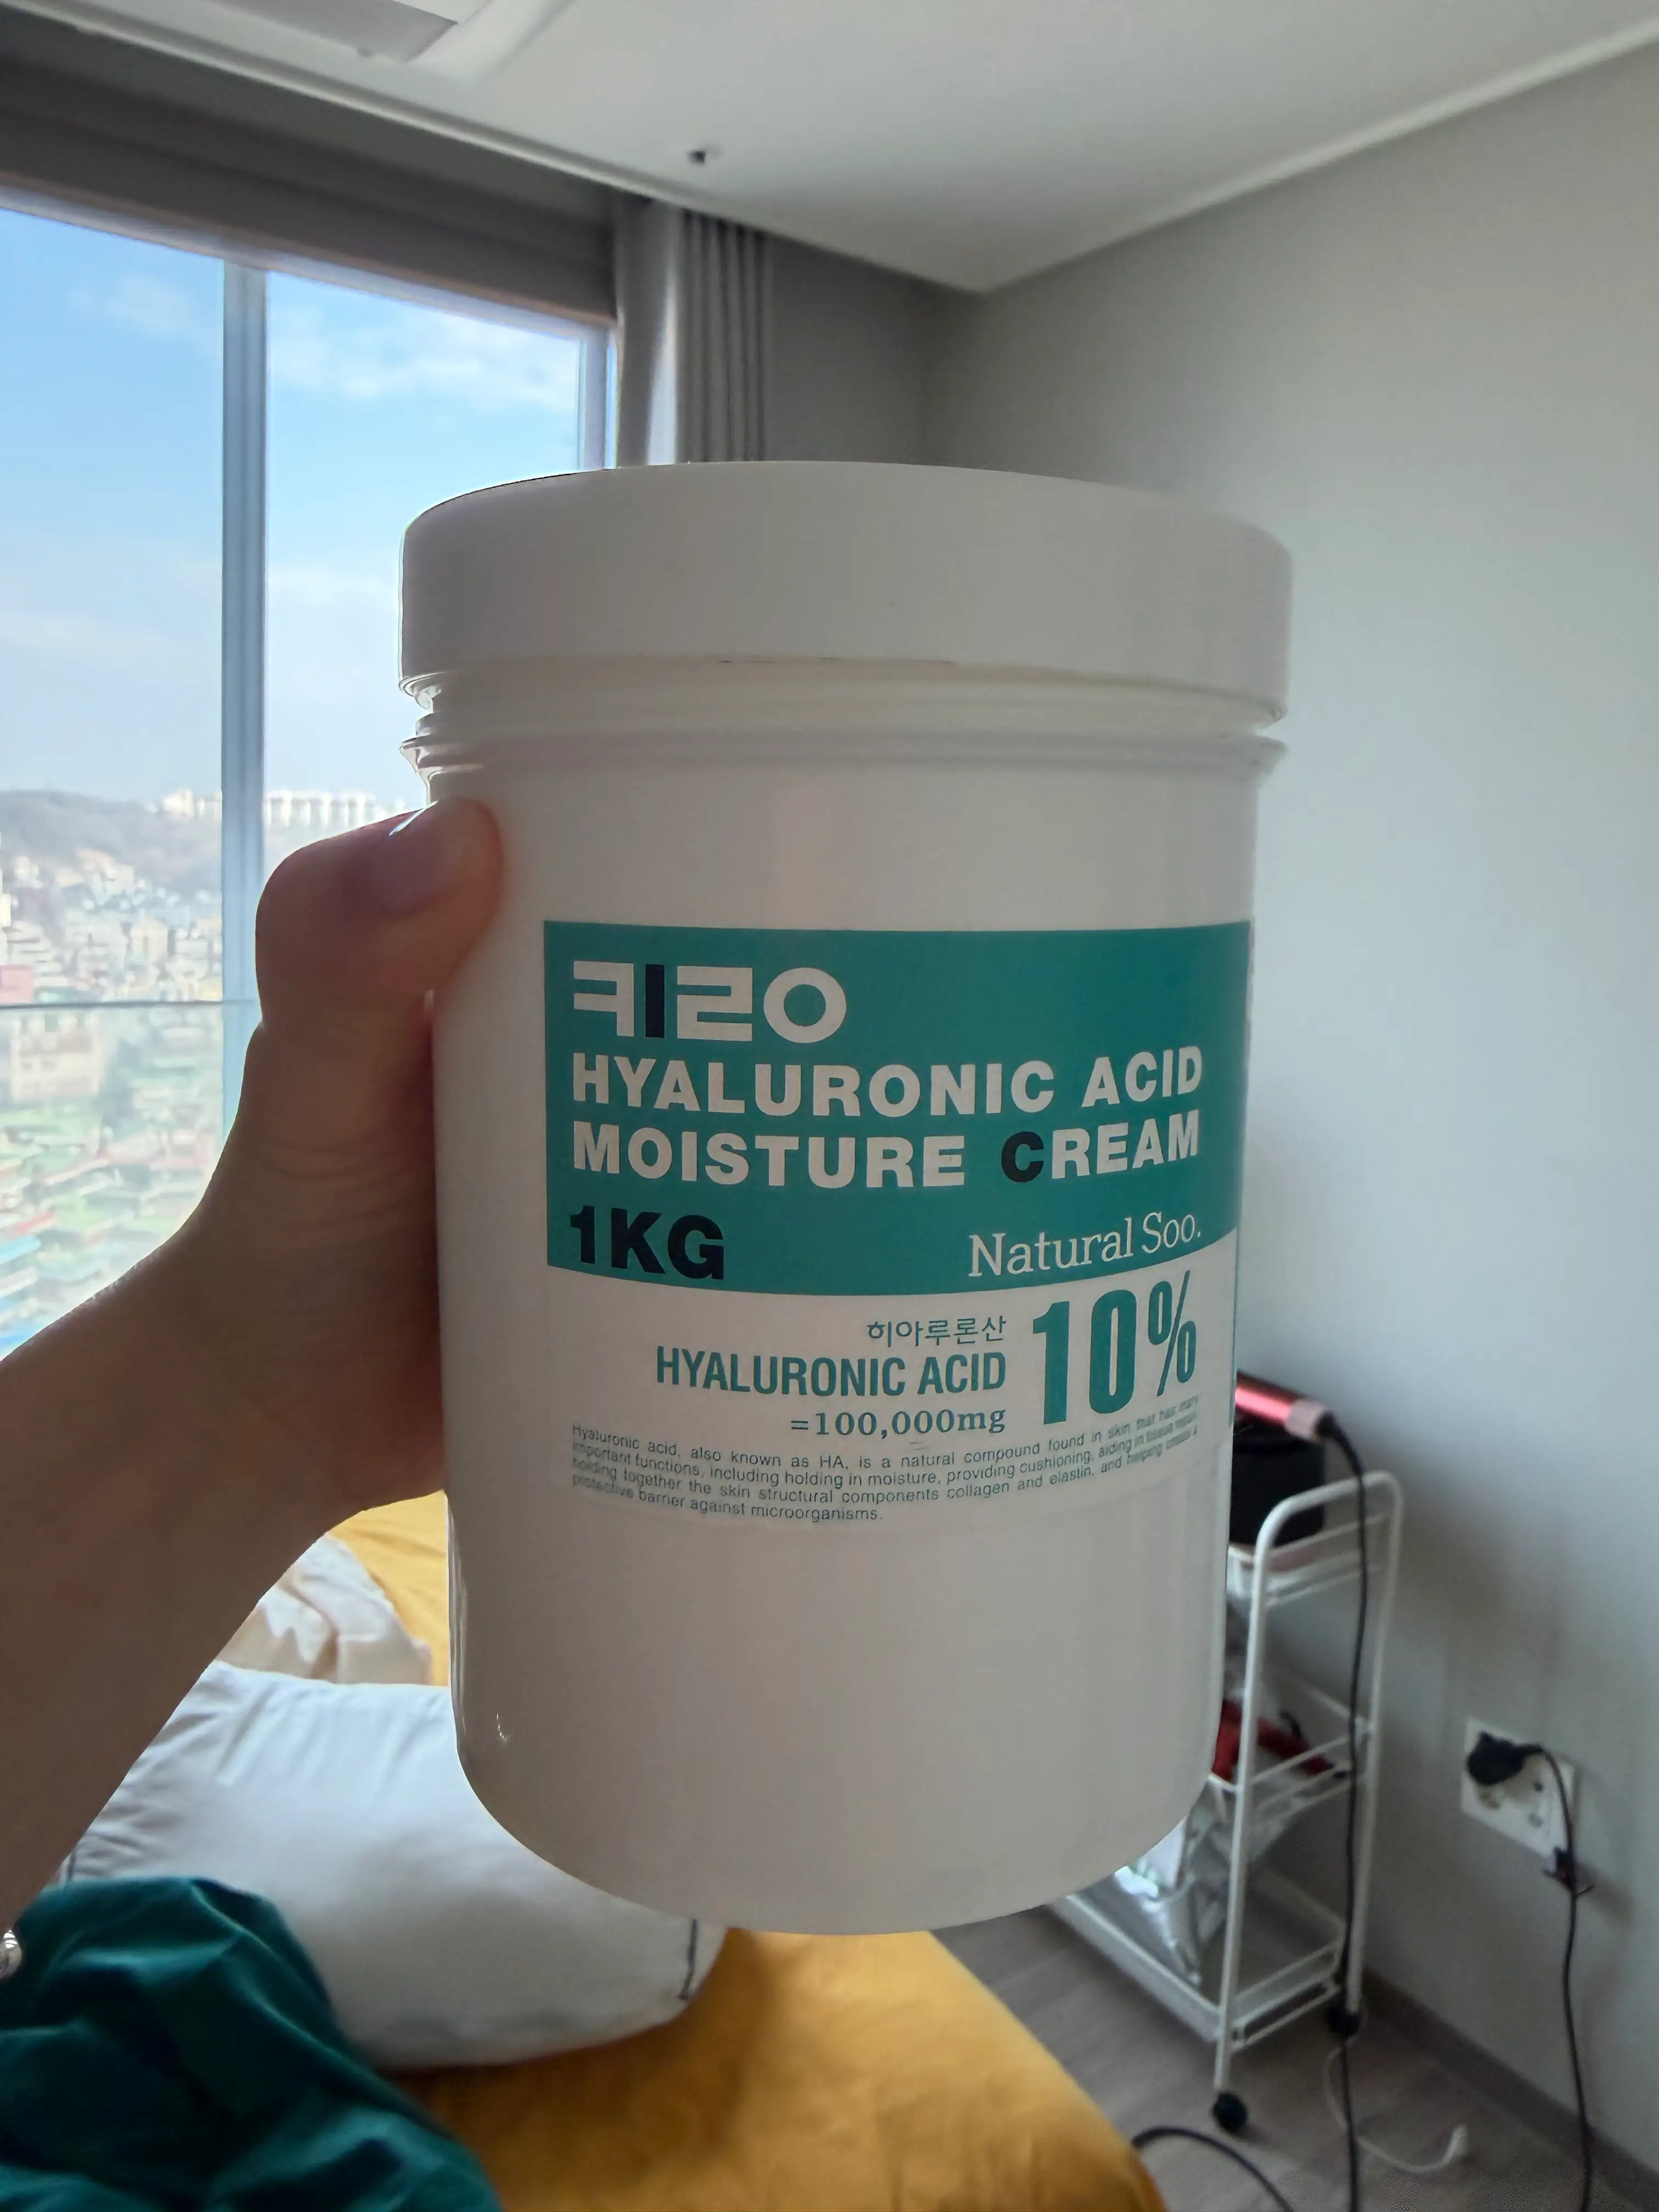 키로
HYALURONIC ACID
MOISTURE CREAM
1KG Natural Soo.
히아루론산
HYALURONIC ACID
=100,000mg
10%
Hyaluronic acid, also known as HA, is a natural compound found in skin that has many
important functions, including holding in moisture, providing cushioning, aiding in tissue repair,
holding together the skin structural components collagen and elastin, and helping create a
protective barrier against microorganisms.